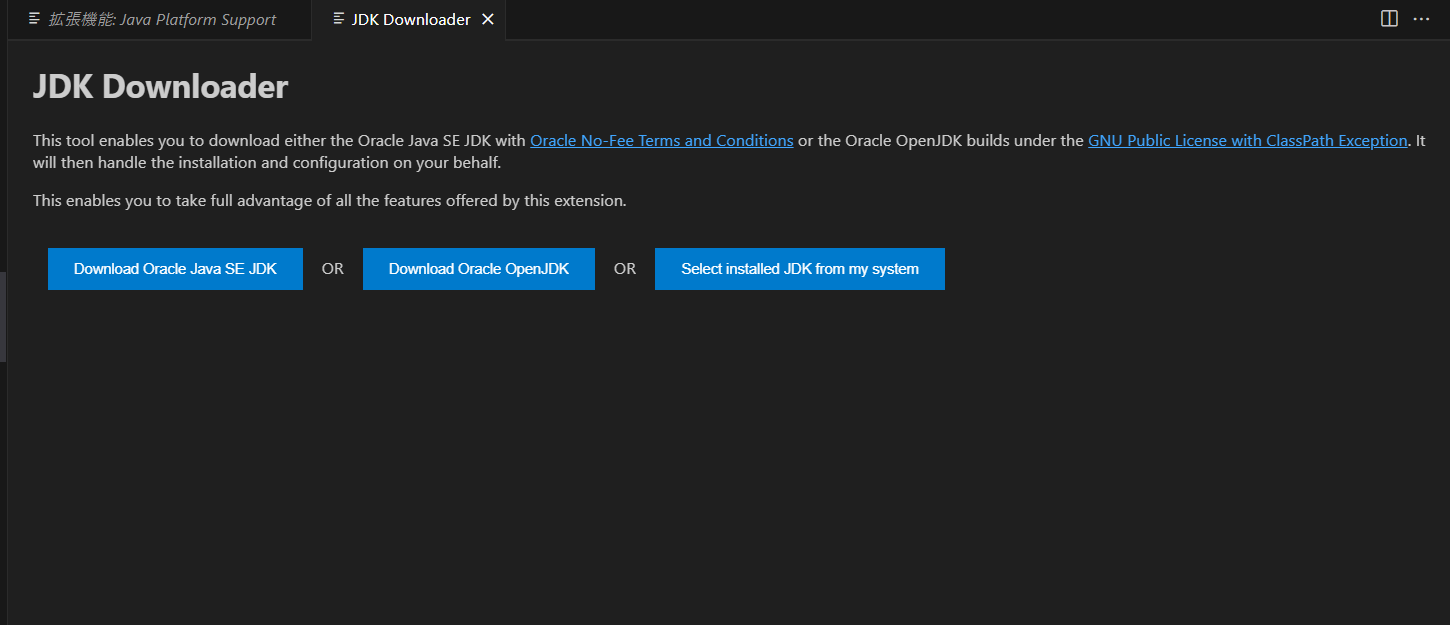 拡張機能: Java Platform Support
JDK Downloader
JDK Downloader
This tool enables you to download either the Oracle Java SE JDK with Oracle No-Fee Terms and Conditions or the Oracle OpenJDK builds under the GNU Public License with ClassPath Exception. It
will then handle the installation and configuration on your behalf.
This enables you to take full advantage of all the features offered by this extension.
Download Oracle Java SE JDK OR Download Oracle OpenJDK OR Select installed JDK from my system